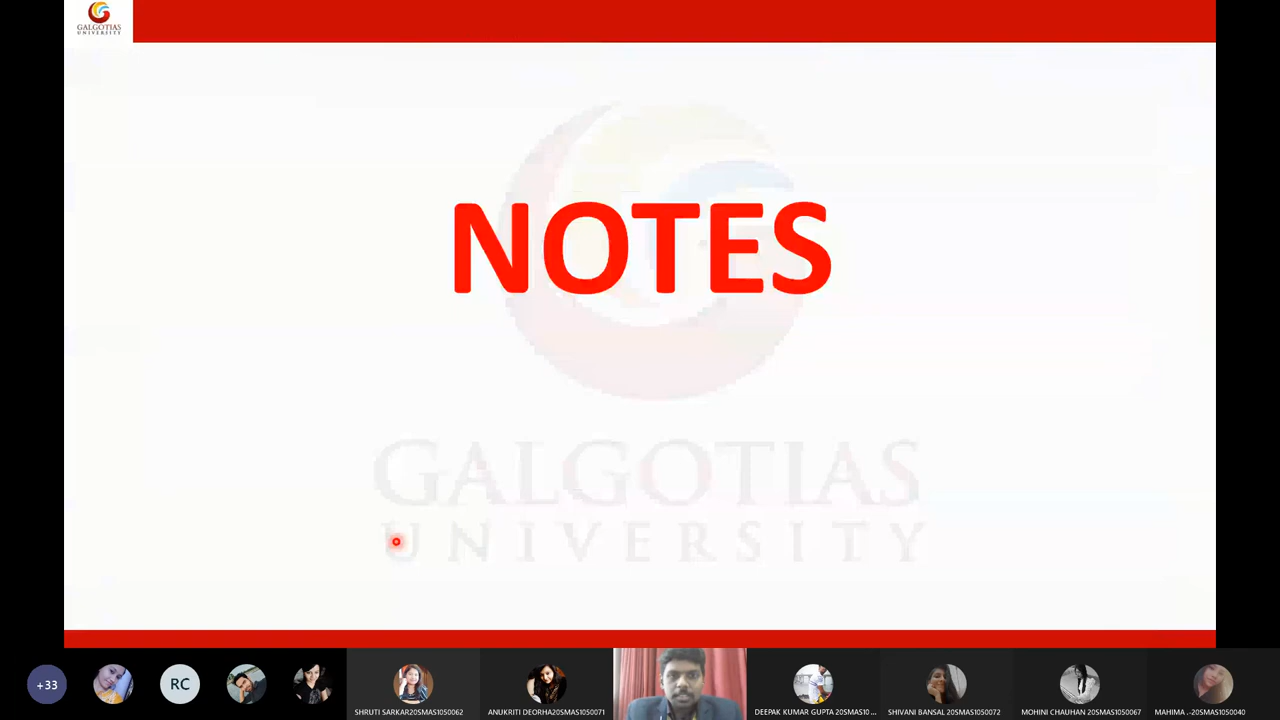 GALGOTIAS
UNIVERSITY
NOTES
GALGOTIAS
UNIVERSITY
+33
RC
SHRUTI SARKAR20SMAS1050062
ANUKRITI DEORHA20SMAS1050071
DEEPAK KUMAR GUPTA 20SMAS10 ...
SHIVANI BANSAL 20SMAS1050072
MOHINI CHAUHAN 20SMAS1050067
MAHIMA .-20SMAS1050040